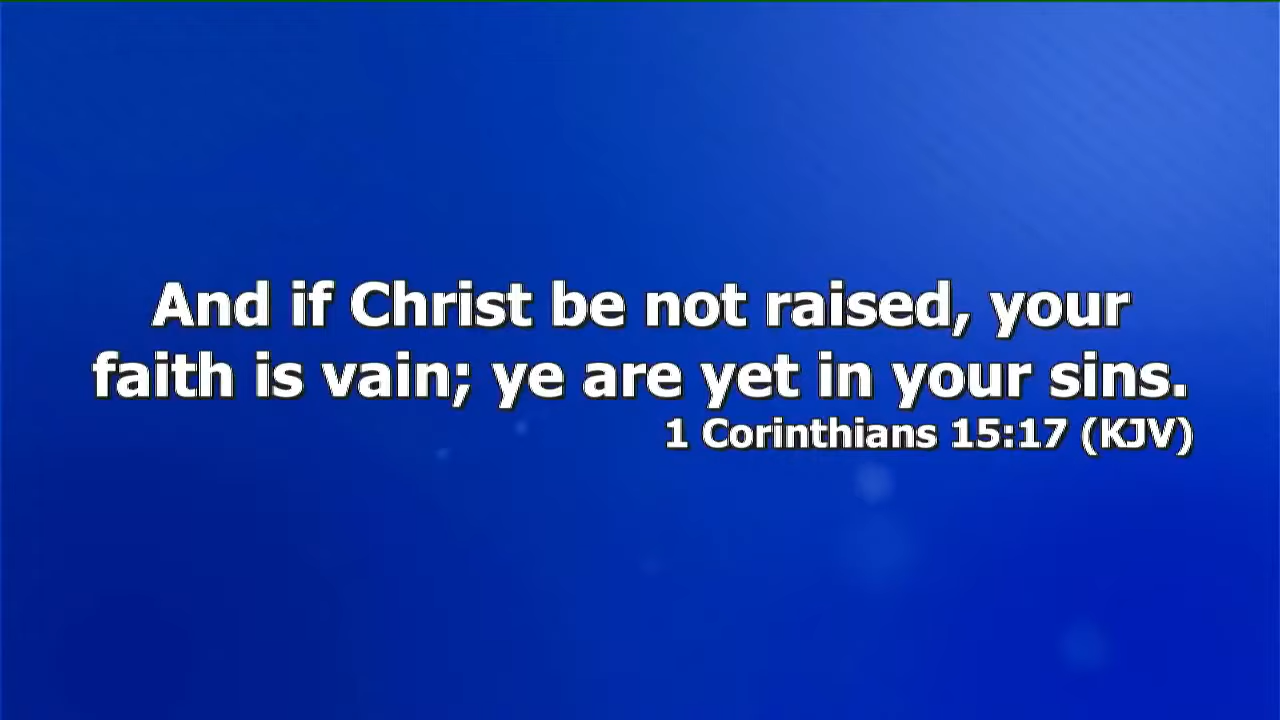 And if Christ be not raised, your
faith is vain; ye are yet in your sins.
1 Corinthians 15:17 (KJV)